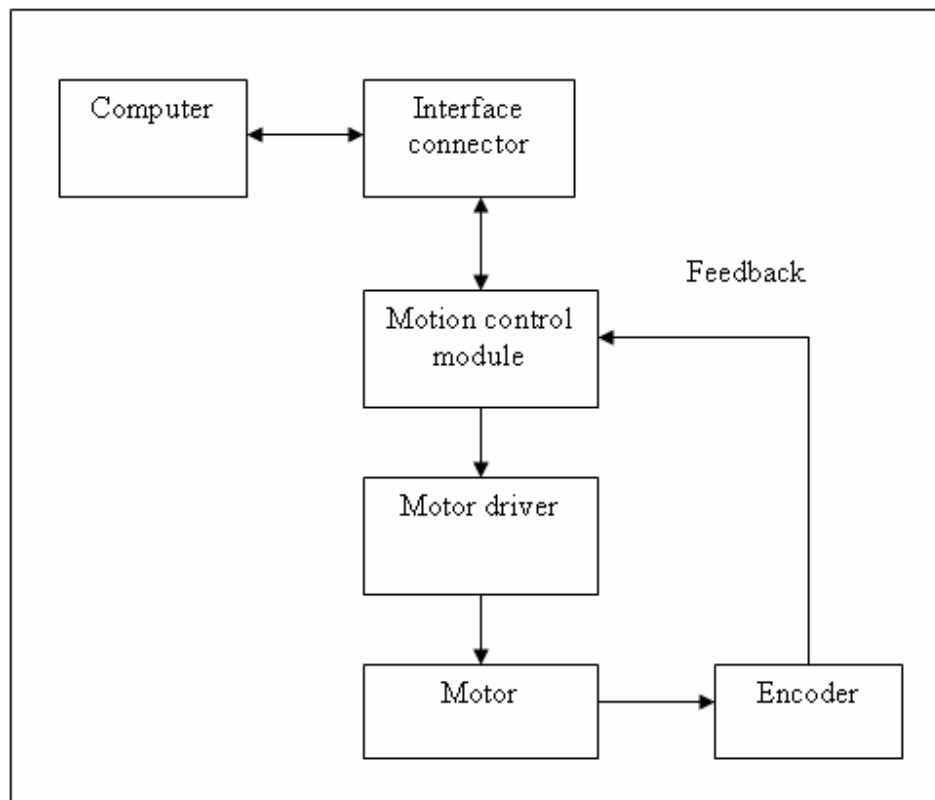 Computer
Interface
connector
Feedback
Motion control
module
Motor driver
Motor
Encoder